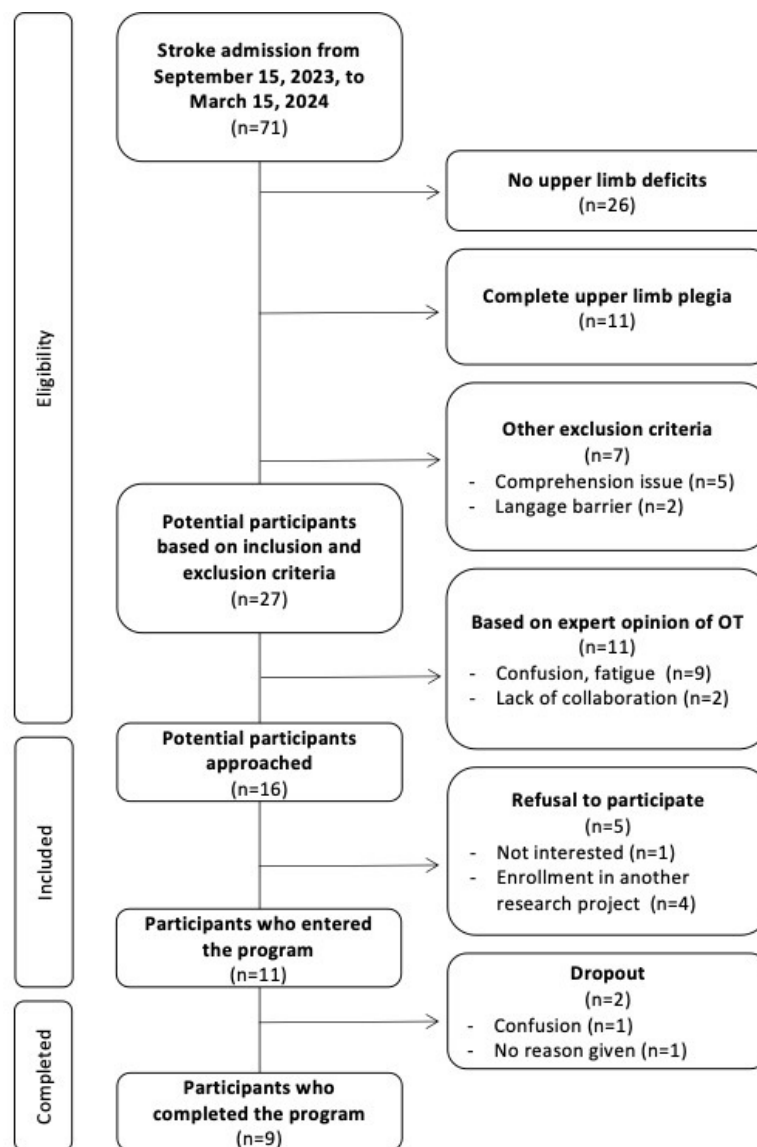 Stroke admission from
September 15, 2023, to
March 15, 2024
(n=71)
No upper limb deficits
(n=26)
Complete upper limb plegia
(n=11)
Other exclusion criteria
(n=7)
- Comprehension issue (n=5)
- Langage barrier (n=2)
Eligibility
Potential participants
based on inclusion and
exclusion criteria
(n=27)
Based on expert opinion of OT
(n=11)
- Confusion, fatigue (n=9)
- Lack of collaboration (n=2)
Potential participants
approached
(n=16)
Refusal to participate
(n=5)
- Not interested (n=1)
- Enrollment in another
research project (n=4)
Included
Participants who entered
the program
(n=11)
Dropout
(n=2)
- Confusion (n=1)
- No reason given (n=1)
Completed
Participants who
completed the program
(n=9)